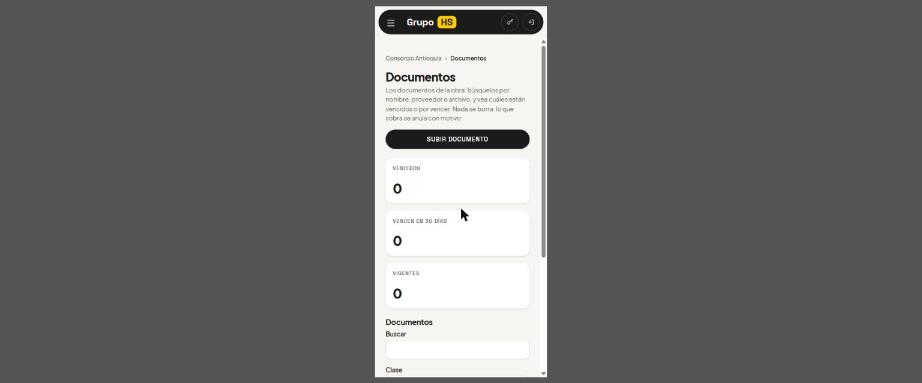 Grupo HS
Consorcio Antioquia › Documentos
Documentos
Los documentos de la obra: búsquelos por
nombre, proveedor o archivo, y vea cuáles están
vencidos o por vencer. Nada se borra: lo que
sobra se anula con motivo.
SUBIR DOCUMENTO
VENCIDOS
0
VENCEN EN 30 DÍAS
0
VIGENTES
0
Documentos
Buscar
Clase